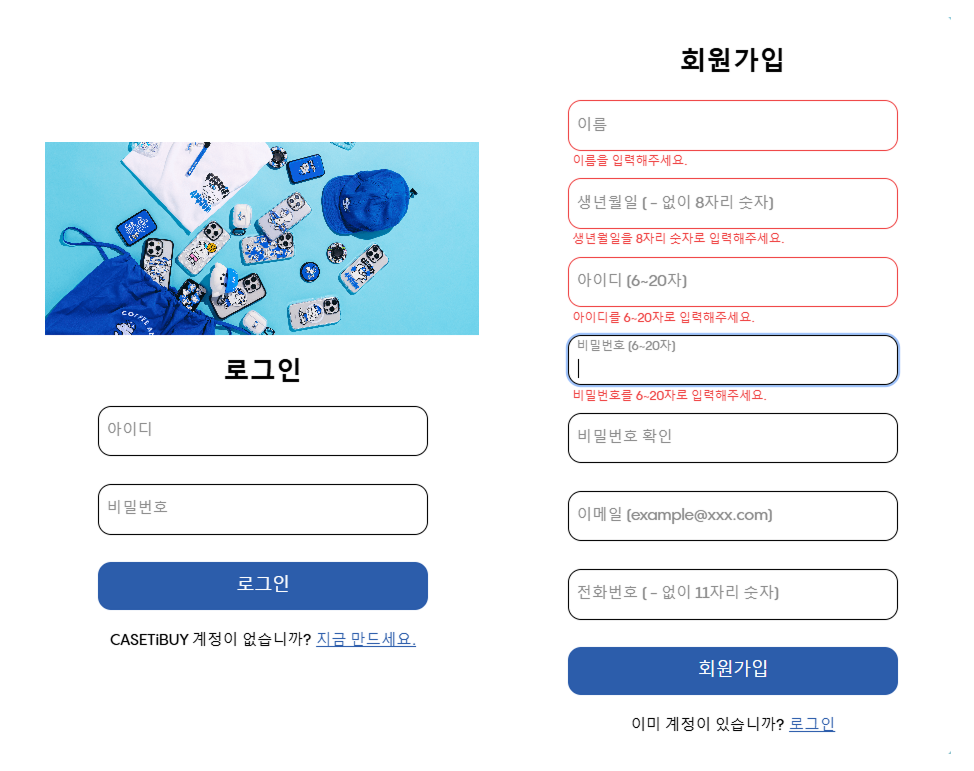 로그인
아이디
비밀번호
로그인
CASETiBUY 계정이 없습니까? 지금 만드세요.
회원가입
이름
이름을 입력해주세요.
생년월일 ( - 없이 8자리 숫자)
생년월일을 8자리 숫자로 입력해주세요.
아이디 (6~20자)
아이디를 6~20자로 입력해주세요.
비밀번호 (6~20자)
비밀번호를 6~20자로 입력해주세요.
비밀번호 확인
이메일 (example@xxx.com)
전화번호 ( - 없이 11자리 숫자)
회원가입
이미 계정이 있습니까? 로그인